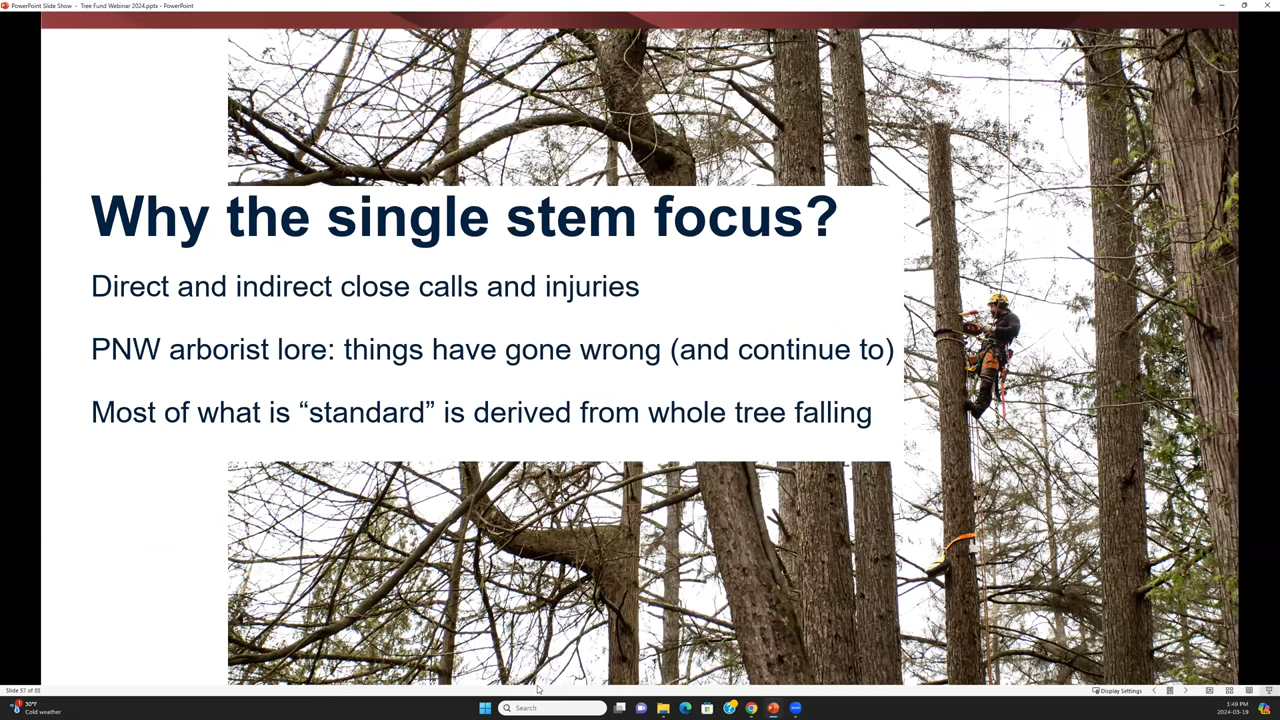 PowerPoint Slide Show - Tree Fund Webinar 2024.pptx - PowerPoint
Why the single stem focus?
Direct and indirect close calls and injuries
PNW arborist lore: things have gone wrong (and continue to)
Most of what is “standard” is derived from whole tree falling
Slide 57 of 85
Display Settings
30°F
Cold weather
Search
1:49 PM
2024-03-19